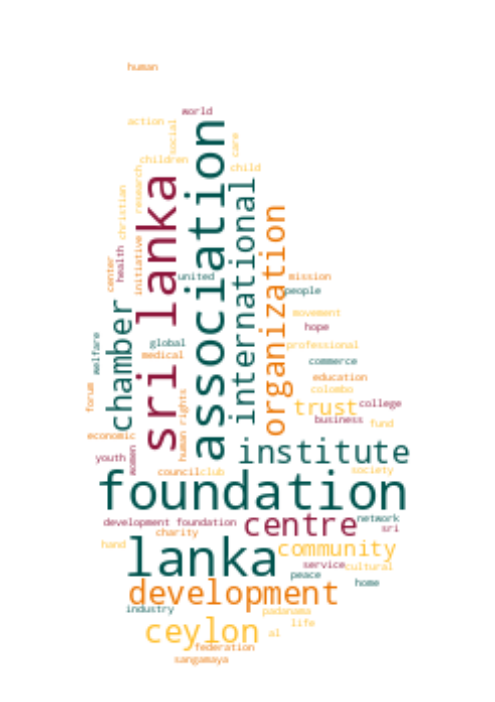 human
world
action
social
care
children
child
association
sri lanka
international
research
christian
organization
initiative
center
health
united
mission
people
chamber
movement
hope
welfare
global
medical
professional
commerce
education
colombo
forum
human rights
trust
college
business
fund
economic
institute
youth
women
council
club
society
foundation
development foundation
centre
network
sri
charity
hand
lanka
community
service
cultural
peace
home
development
industry
padanama
life
ceylon
al
federation
sangamaya